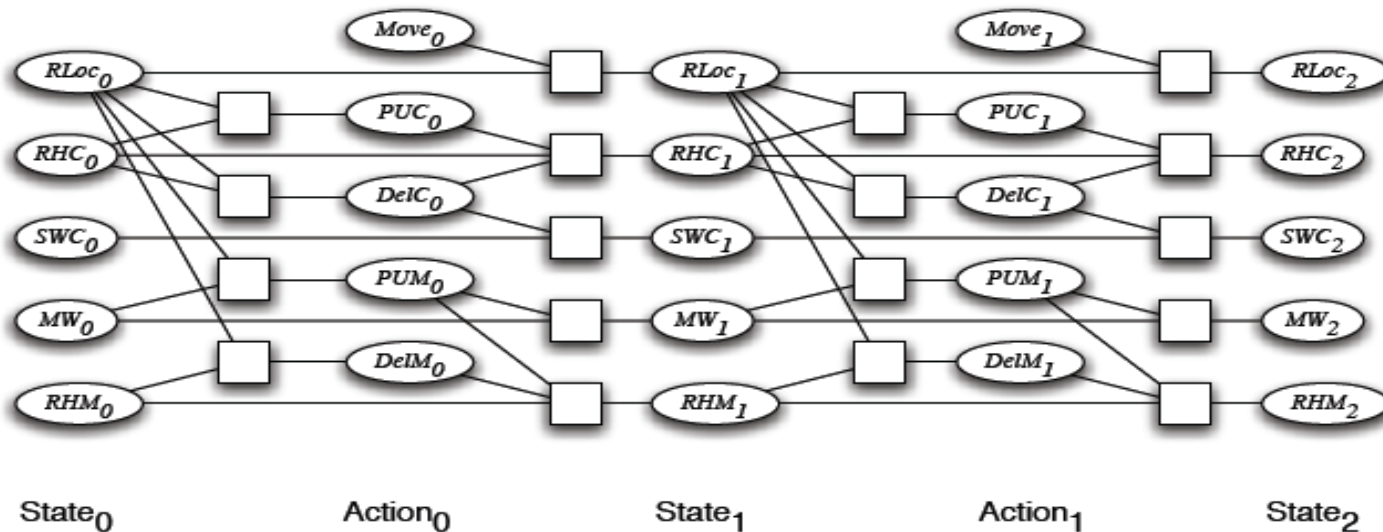 Move₀ Move₁
RLoc₀ RLoc₁ RLoc₂
PUC₀ PUC₁
RHC₀ RHC₁ RHC₂
DelC₀ DelC₁
SWC₀ SWC₁ SWC₂
PUM₀ PUM₁
MW₀ MW₁ MW₂
DelM₀ DelM₁
RHM₀ RHM₁ RHM₂
State₀ Action₀ State₁ Action₁ State₂